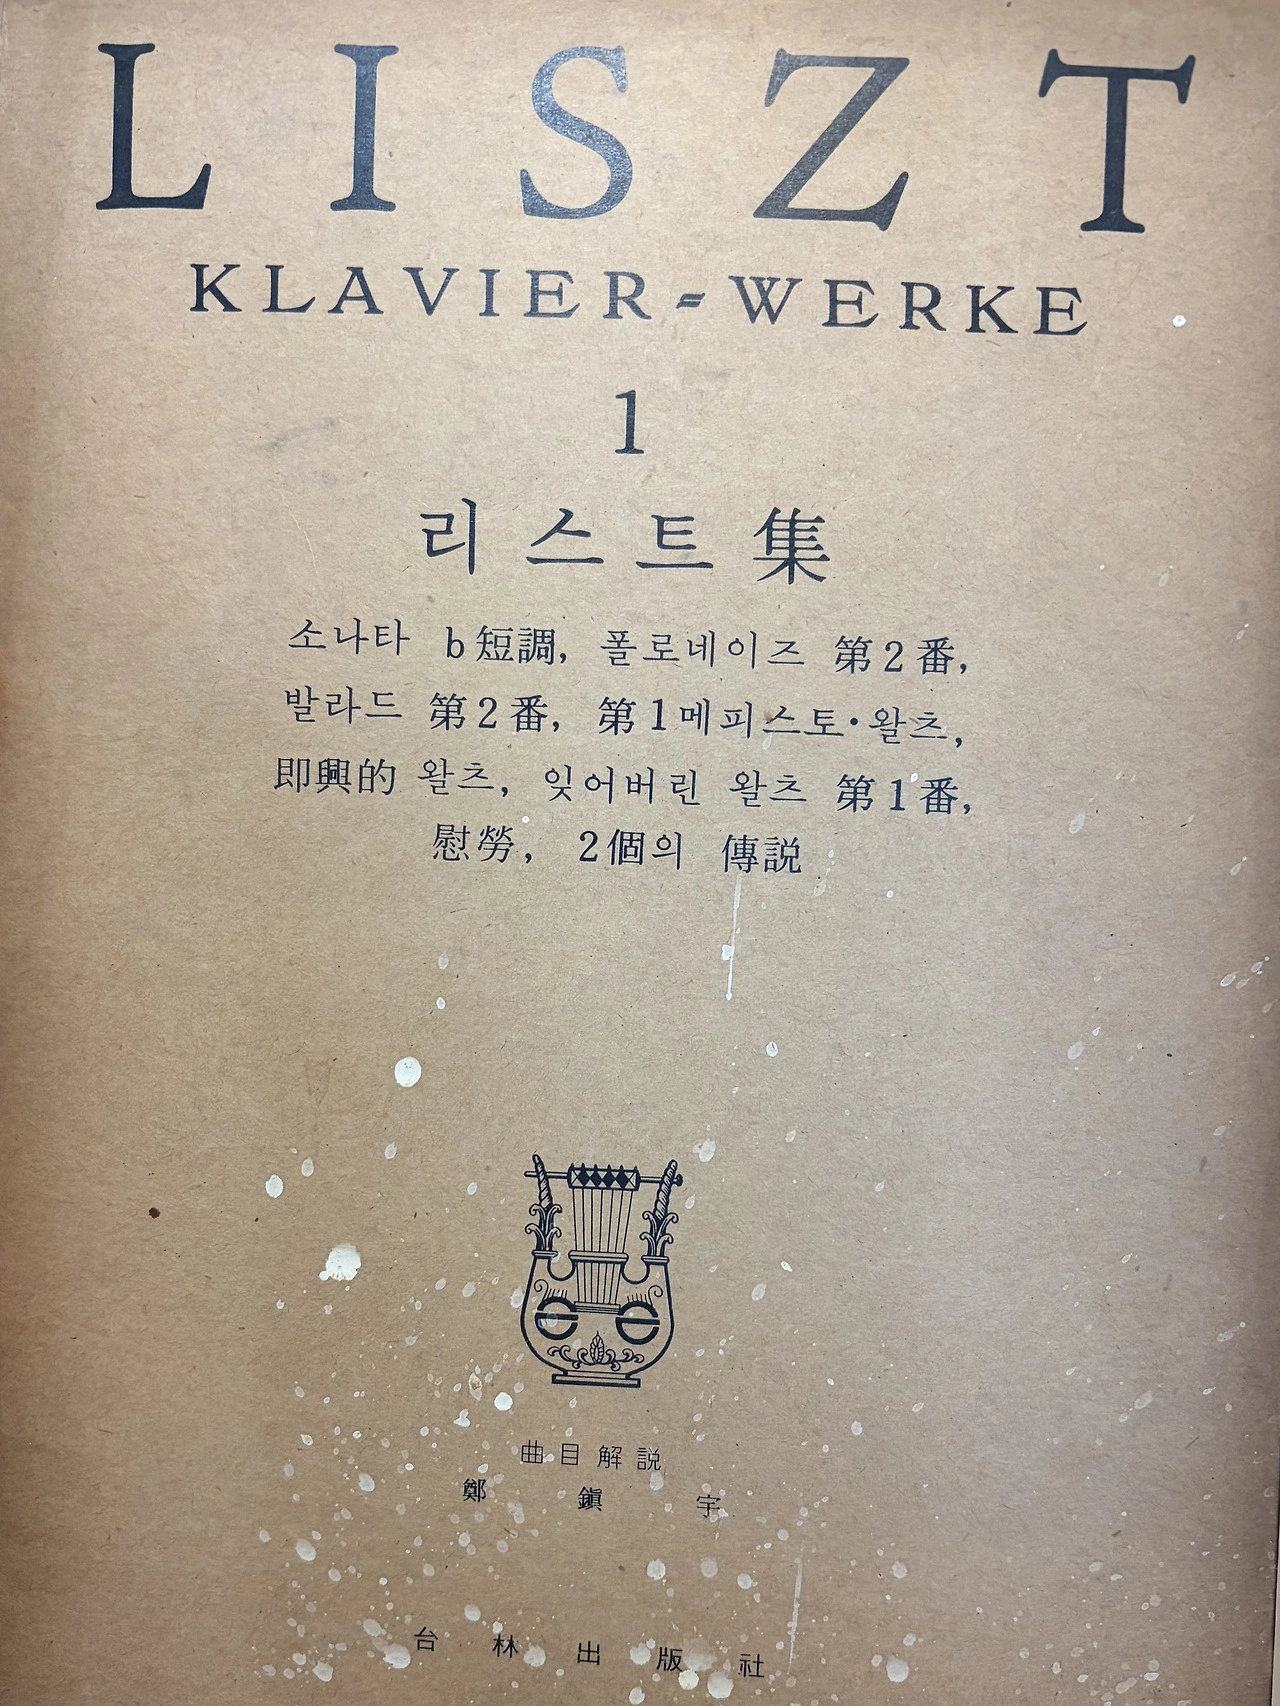 LISZT
KLAVIER-WERKE
1
리스트集
소나타 b短調, 폴로네이즈 第2番,
발라드 第2番, 第1메피스토·왈츠,
即興的 왈츠, 잊어버린 왈츠 第1番,
慰勞, 2個의 傳説
曲目解説
鄭鎭宇
台林出版社